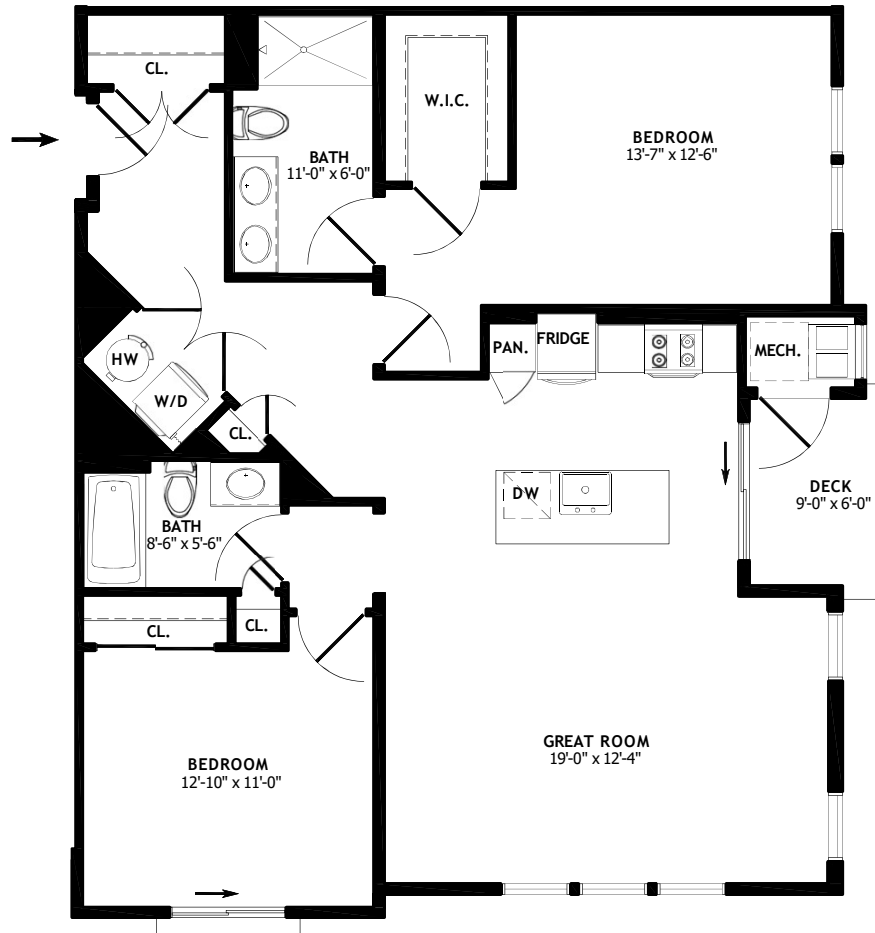 CL.
W.I.C.
BEDROOM
13'-7" x 12'-6"
BATH
11'-0" x 6'-0"
PAN.
FRIDGE
MECH.
HW
W/D
CL.
DW
DECK
9'-0" x 6'-0"
BATH
8'-6" x 5'-6"
CL.
CL.
GREAT ROOM
19'-0" x 12'-4"
BEDROOM
12'-10" x 11'-0"